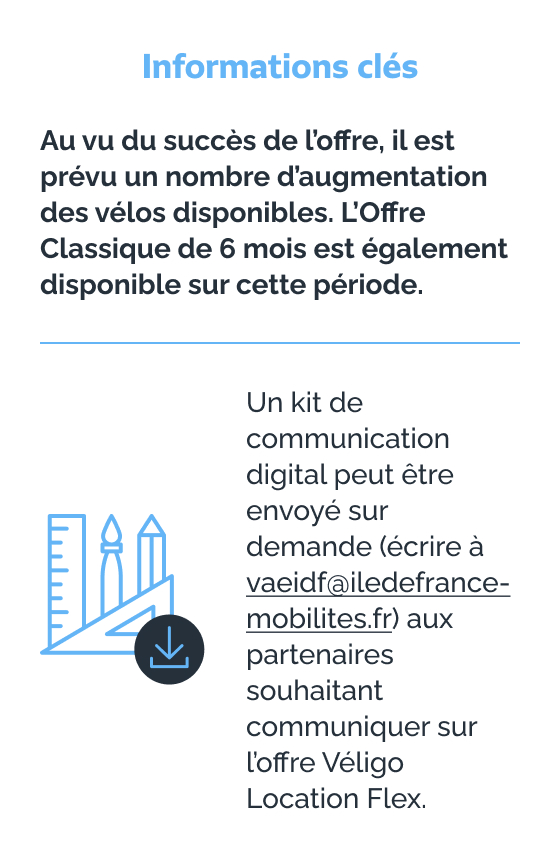 Informations clés
Au vu du succès de l'offre, il est
prévu un nombre d'augmentation
des vélos disponibles. L'Offre
Classique de 6 mois est également
disponible sur cette période.
Un kit de
communication
digital peut être
envoyé sur
demande (écrire à
vaeidf@iledefrance-
mobilites.fr) aux
partenaires
souhaitant
communiquer sur
l'offre Véligo
Location Flex.